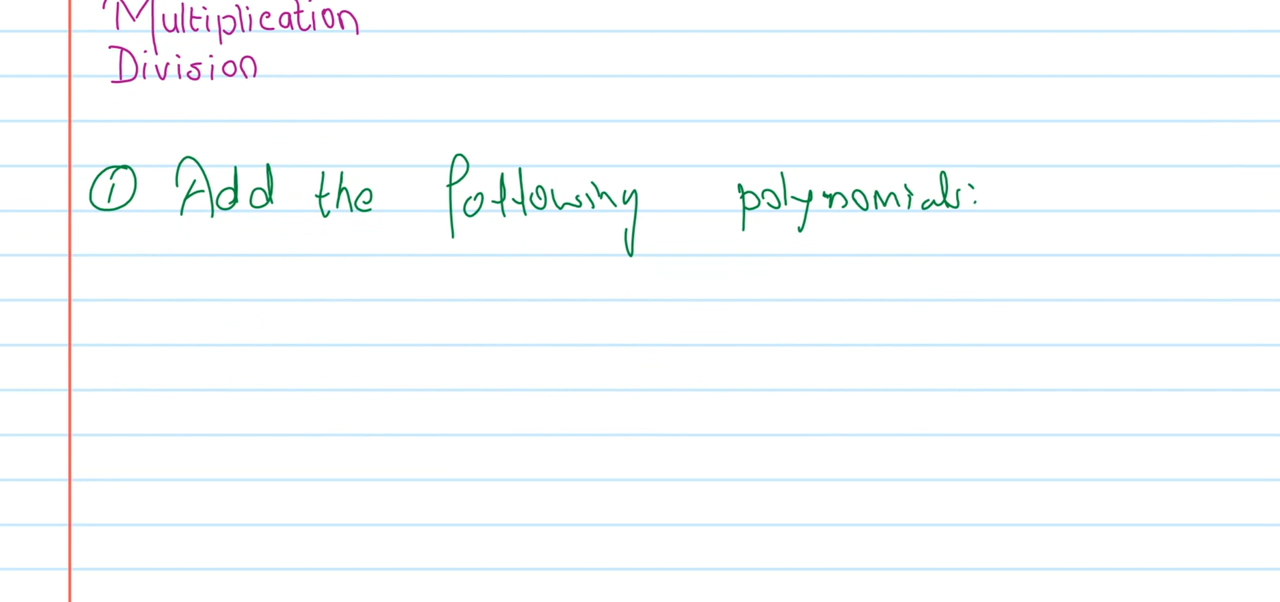 Multiplication
Division
① Add the following polynomials: